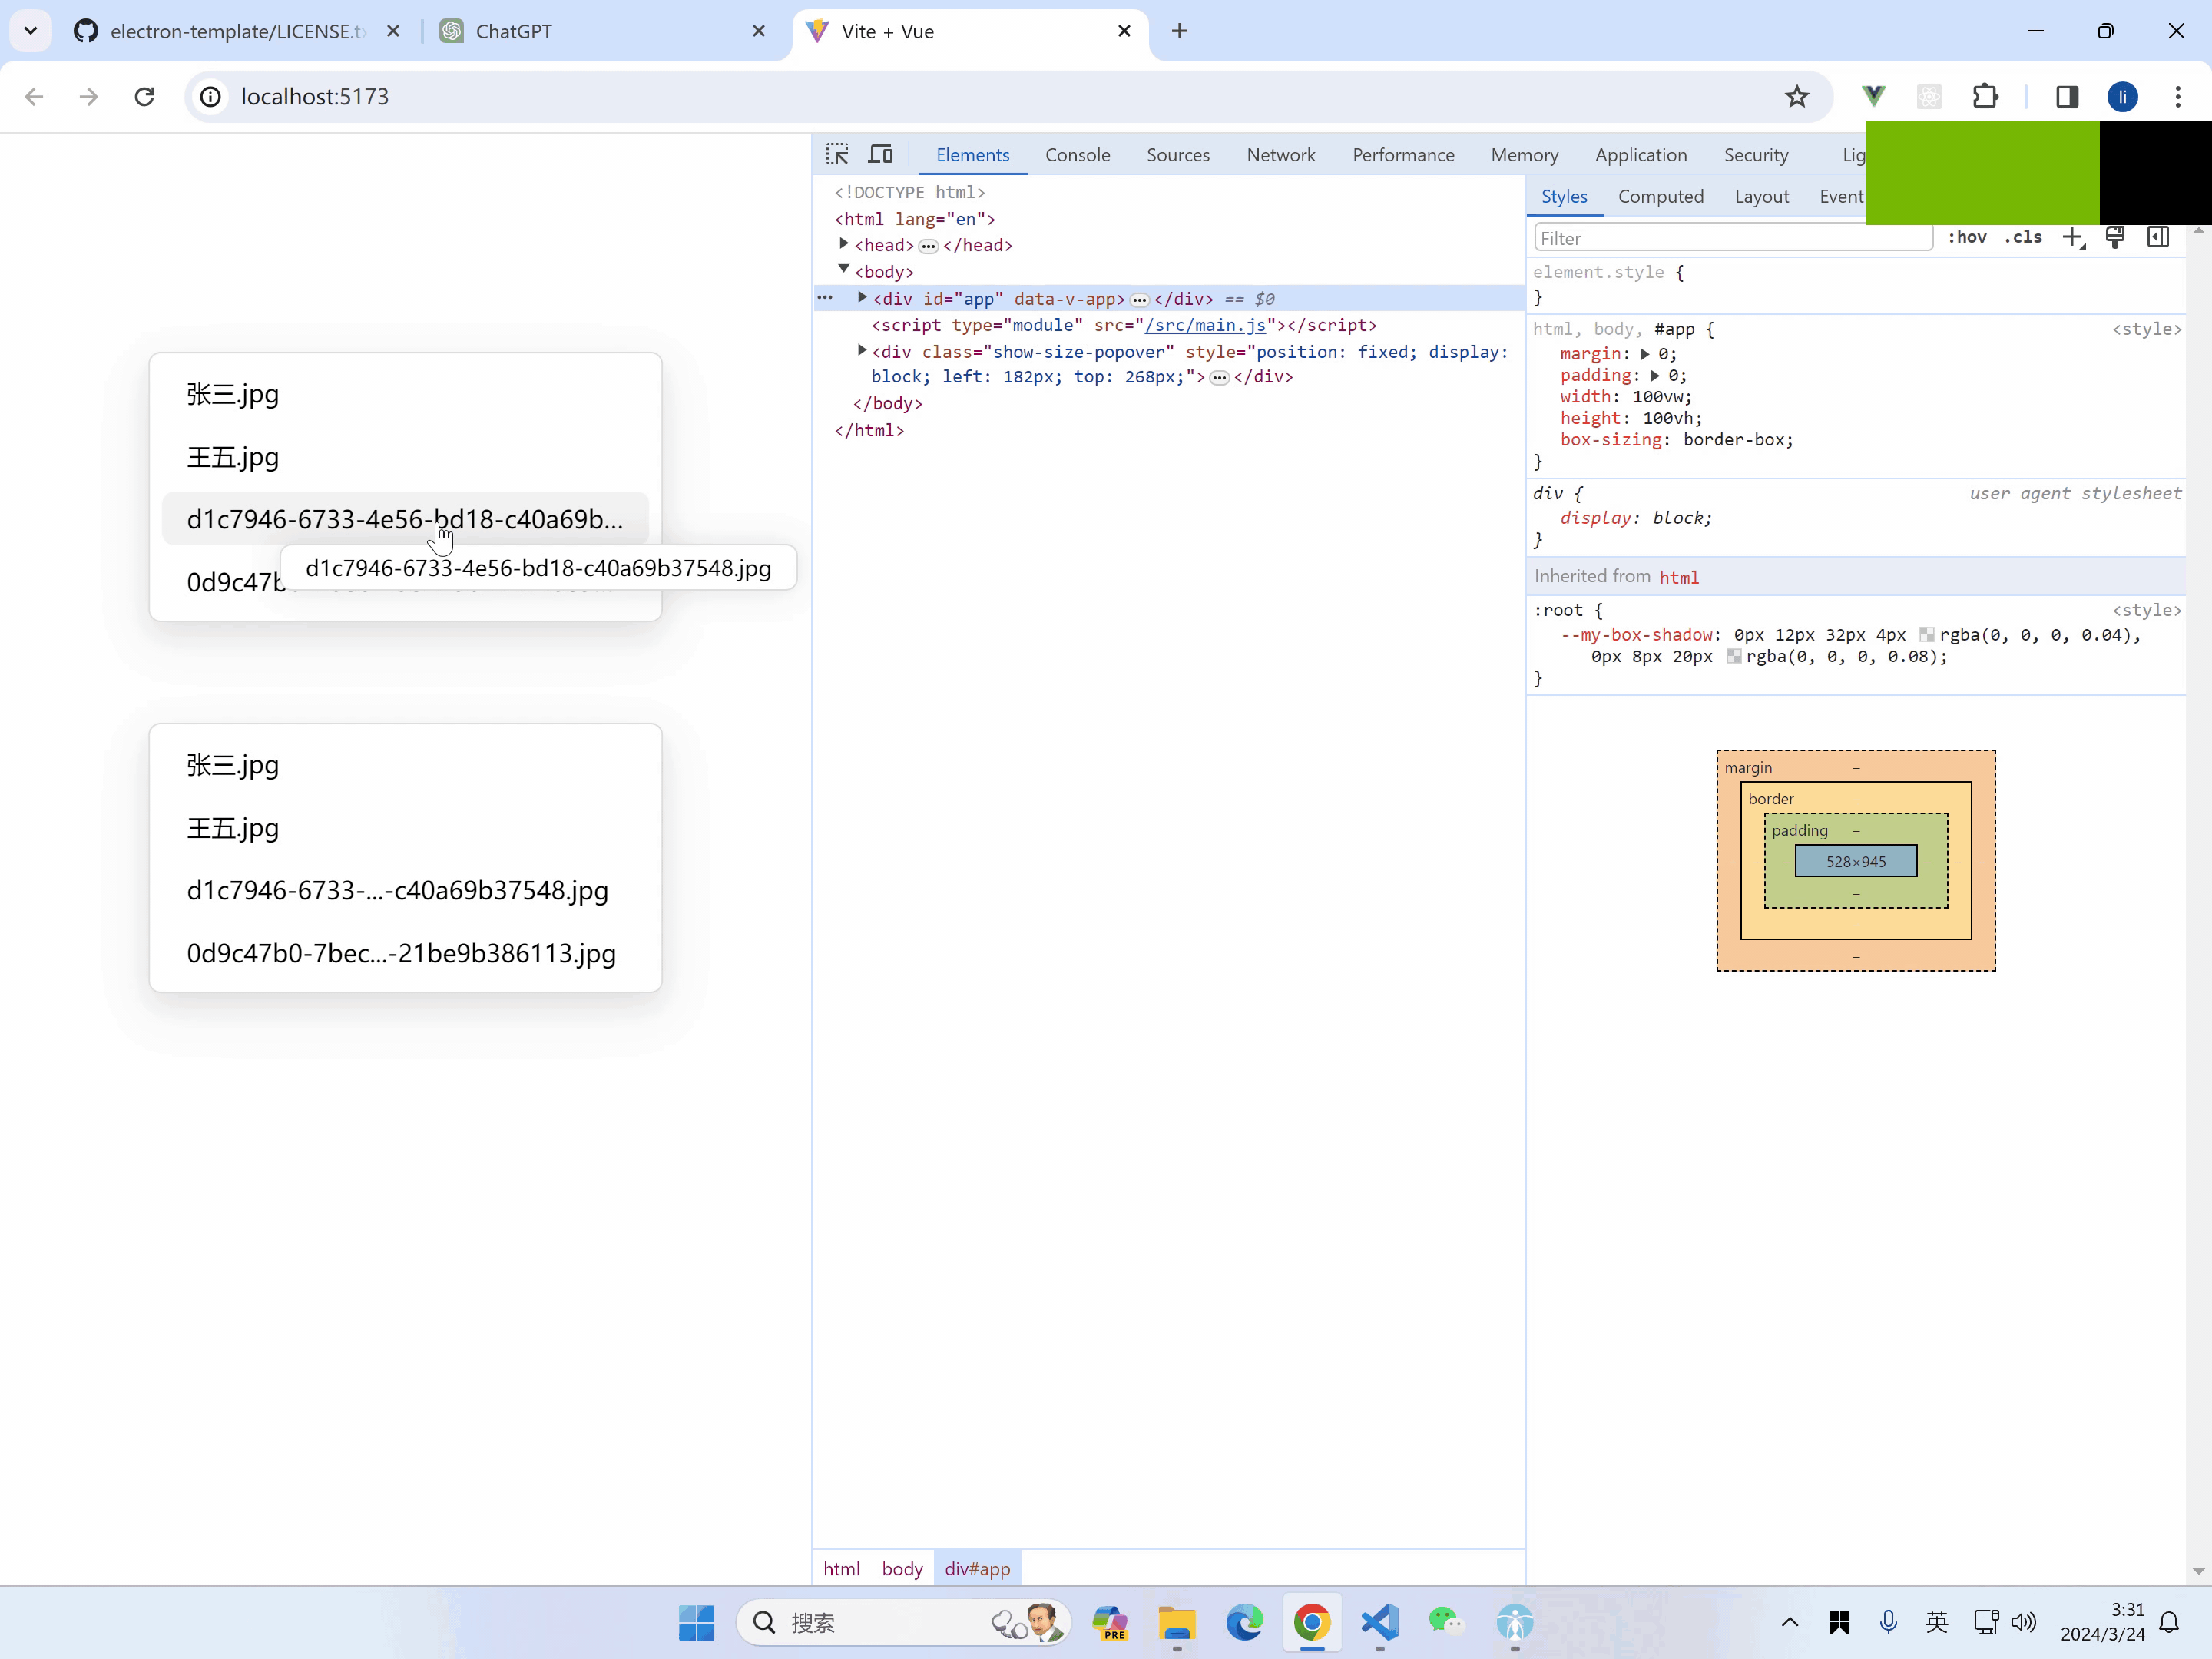 electron-template/LICENSE.t
ChatGPT
Vite + Vue
localhost:5173
li
张三.jpg
王五.jpg
d1c7946-6733-4e56-bd18-c40a69b...
d1c7946-6733-4e56-bd18-c40a69b37548.jpg
张三.jpg
王五.jpg
d1c7946-6733-...-c40a69b37548.jpg
0d9c47b0-7bec...-21be9b386113.jpg
Elements Console Sources Network Performance Memory Application Security Lig
<!DOCTYPE html>
<html lang="en">
<head> ··· </head>
<body>
··· <div id="app" data-v-app> ··· </div> == $0
<script type="module" src="/src/main.js"></script>
<div class="show-size-popover" style="position: fixed; display:
block; left: 182px; top: 268px;"> ··· </div>
</body>
</html>
html body div#app
Styles Computed Layout Event
Filter :hov .cls
element.style {
}
html, body, #app { <style>
margin: 0;
padding: 0;
width: 100vw;
height: 100vh;
box-sizing: border-box;
}
div { user agent stylesheet
display: block;
}
Inherited from html
:root { <style>
--my-box-shadow: 0px 12px 32px 4px rgba(0, 0, 0, 0.04),
0px 8px 20px rgba(0, 0, 0, 0.08);
}
margin –
border –
padding –
– – – 528×945 – – –
–
–
–
搜索
PRE
英
3:31
2024/3/24